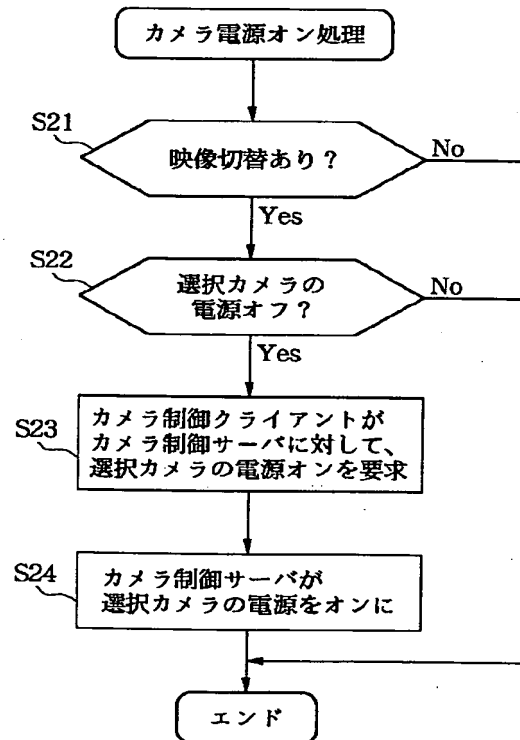 カメラ電源オン処理
S21
映像切替あり？
No
Yes
S22
選択カメラの
電源オフ？
No
Yes
S23
カメラ制御クライアントが
カメラ制御サーバに対して、
選択カメラの電源オンを要求
S24
カメラ制御サーバが
選択カメラの電源をオンに
エンド